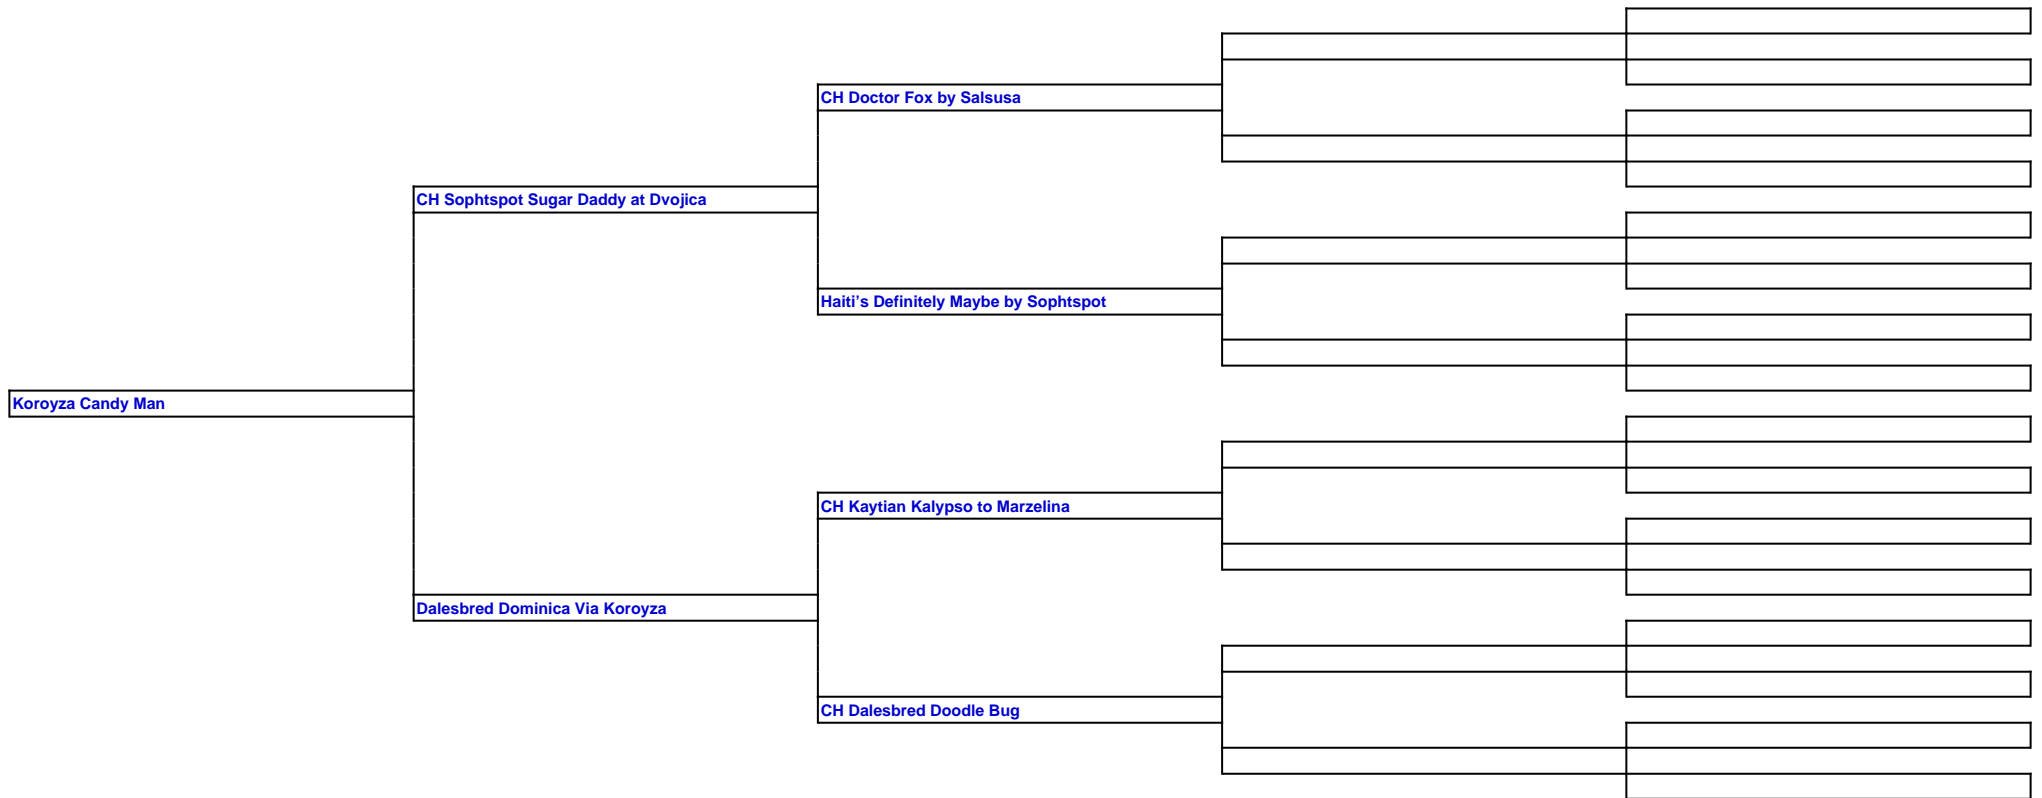 CH Doctor Fox by Salsusa
CH Sophtspot Sugar Daddy at Dvojica
Haiti’s Definitely Maybe by Sophtspot
Koroyza Candy Man
CH Kaytian Kalypso to Marzelina
Dalesbred Dominica Via Koroyza
CH Dalesbred Doodle Bug